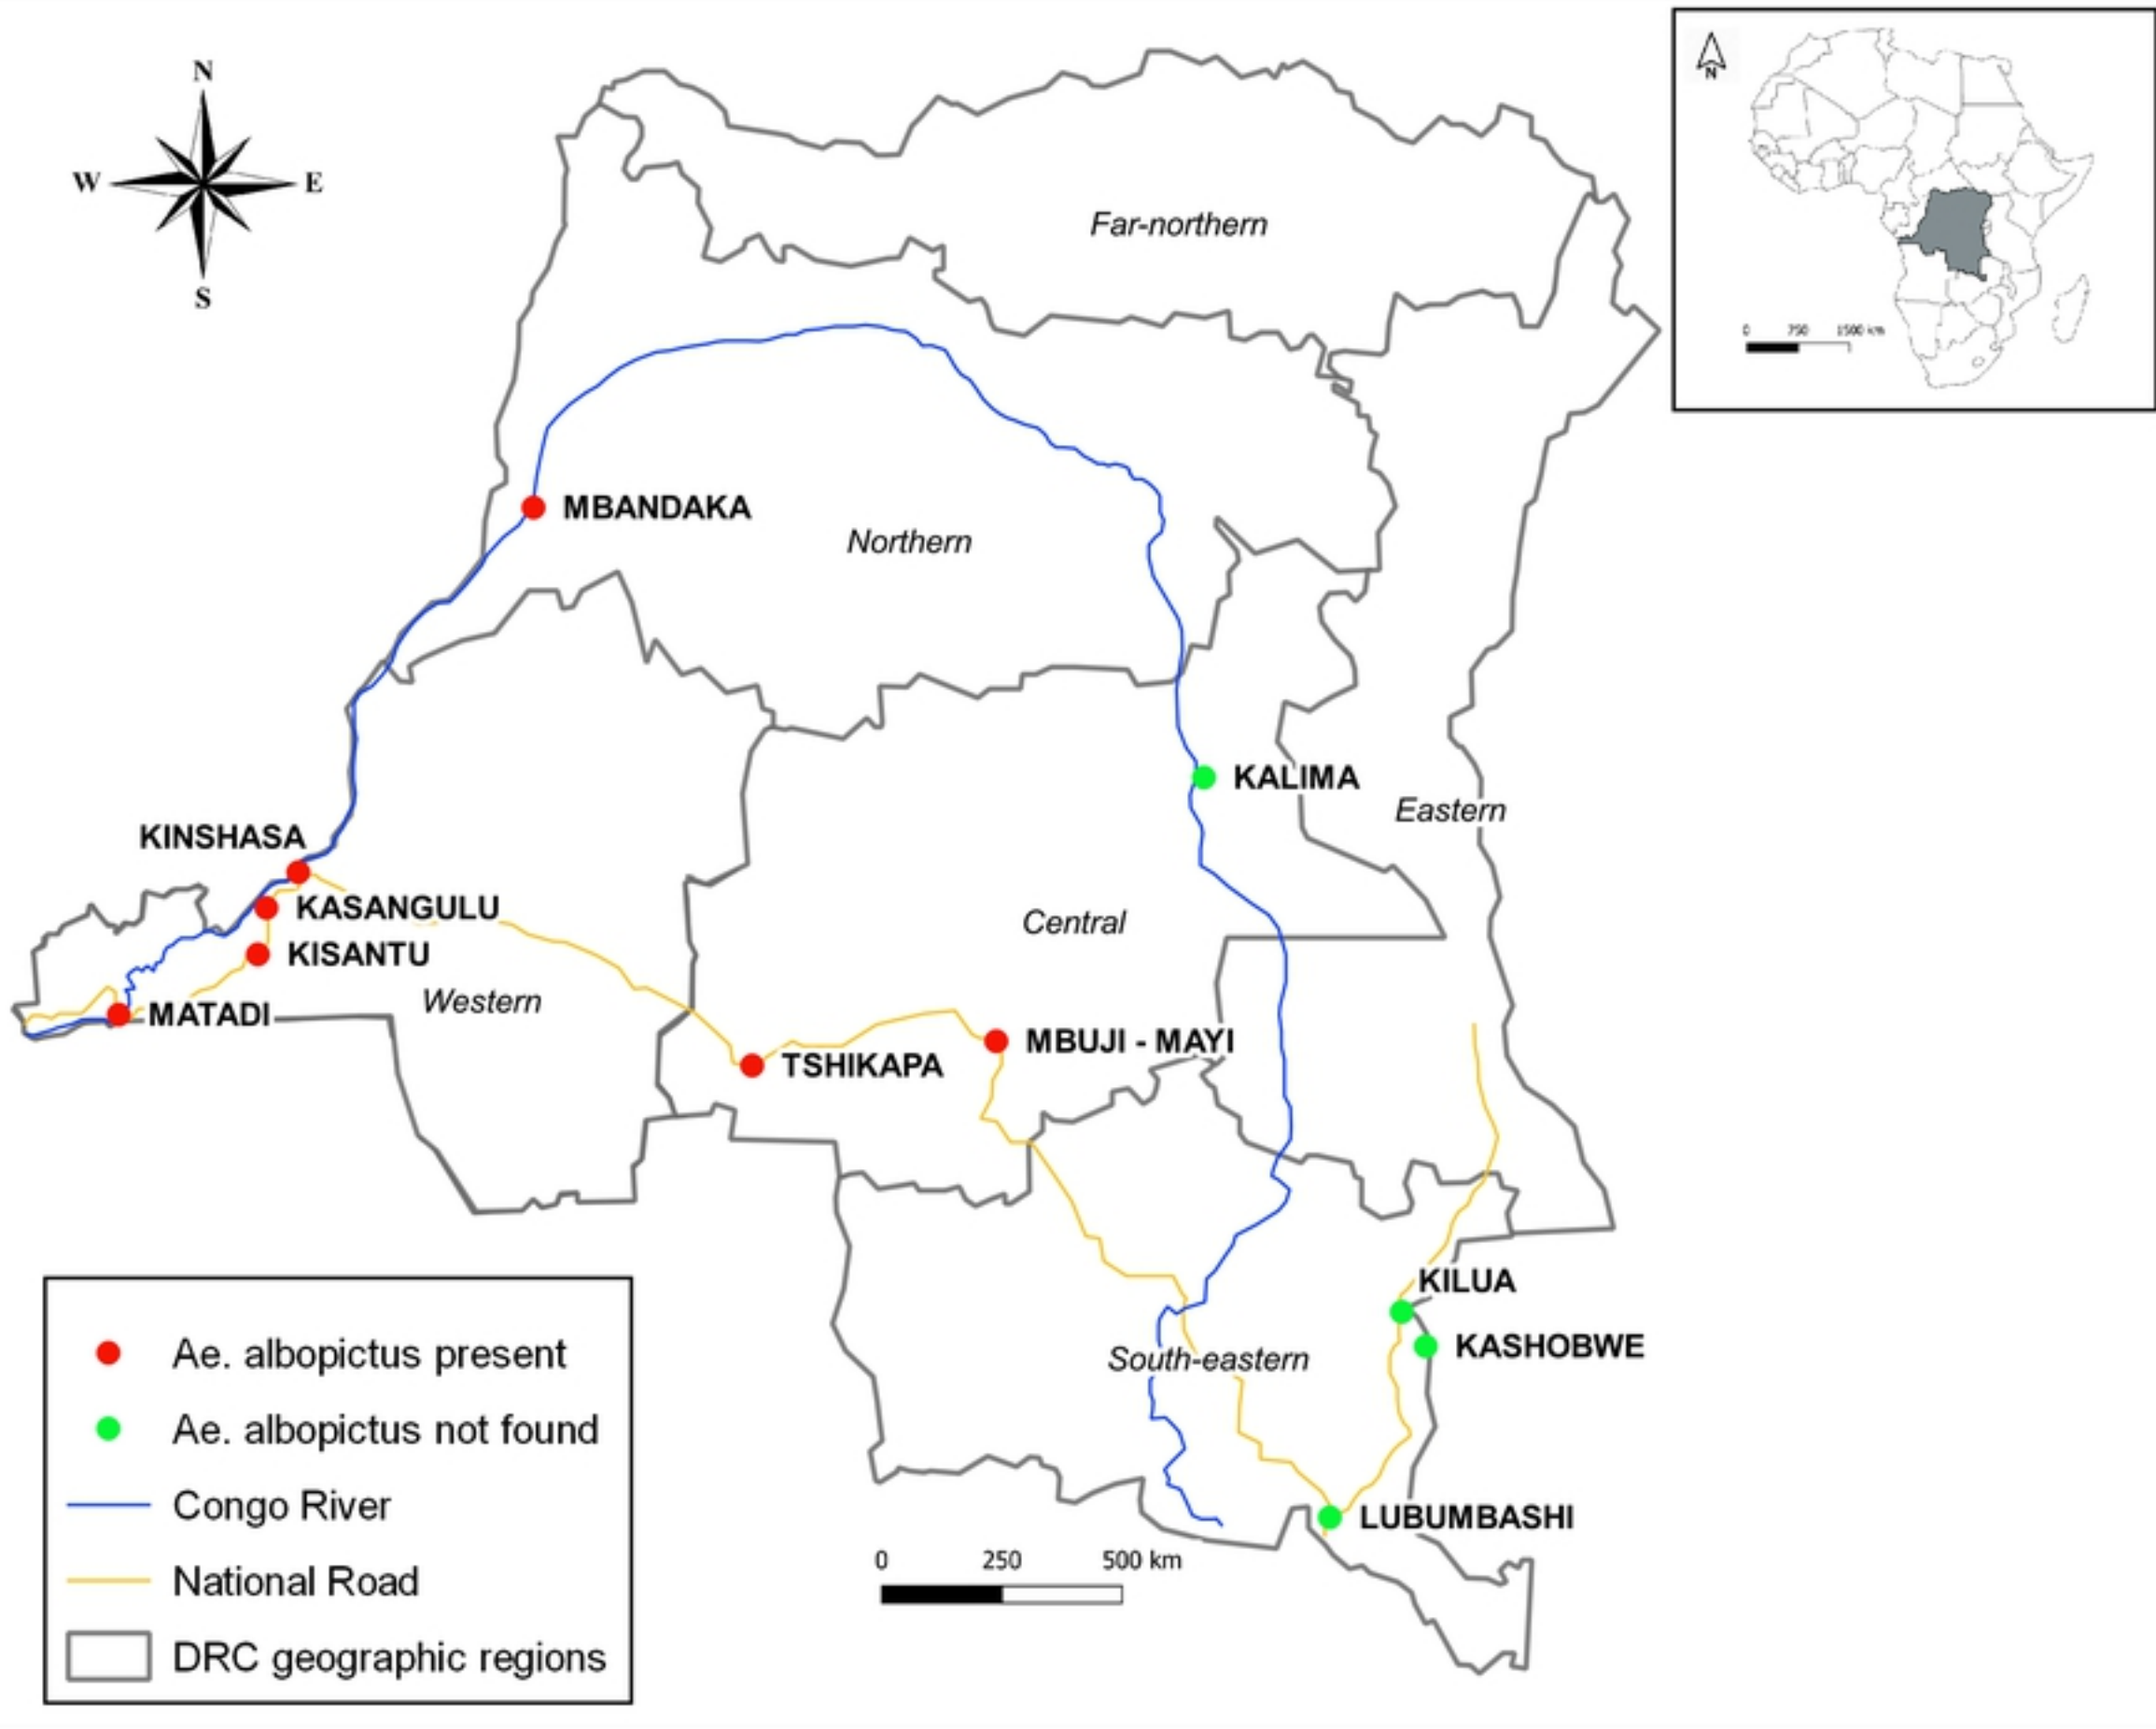 N
W
E
S
N
0 750 1500 km
Far-northern
MBANDAKA
Northern
KALIMA
Eastern
KINSHASA
KASANGULU
KISANTU
Central
Western
MATADI
MBUJI - MAYI
TSHIKAPA
KILUA
KASHOBWE
South-eastern
LUBUMBASHI
0 250 500 km
Ae. albopictus present
Ae. albopictus not found
Congo River
National Road
DRC geographic regions